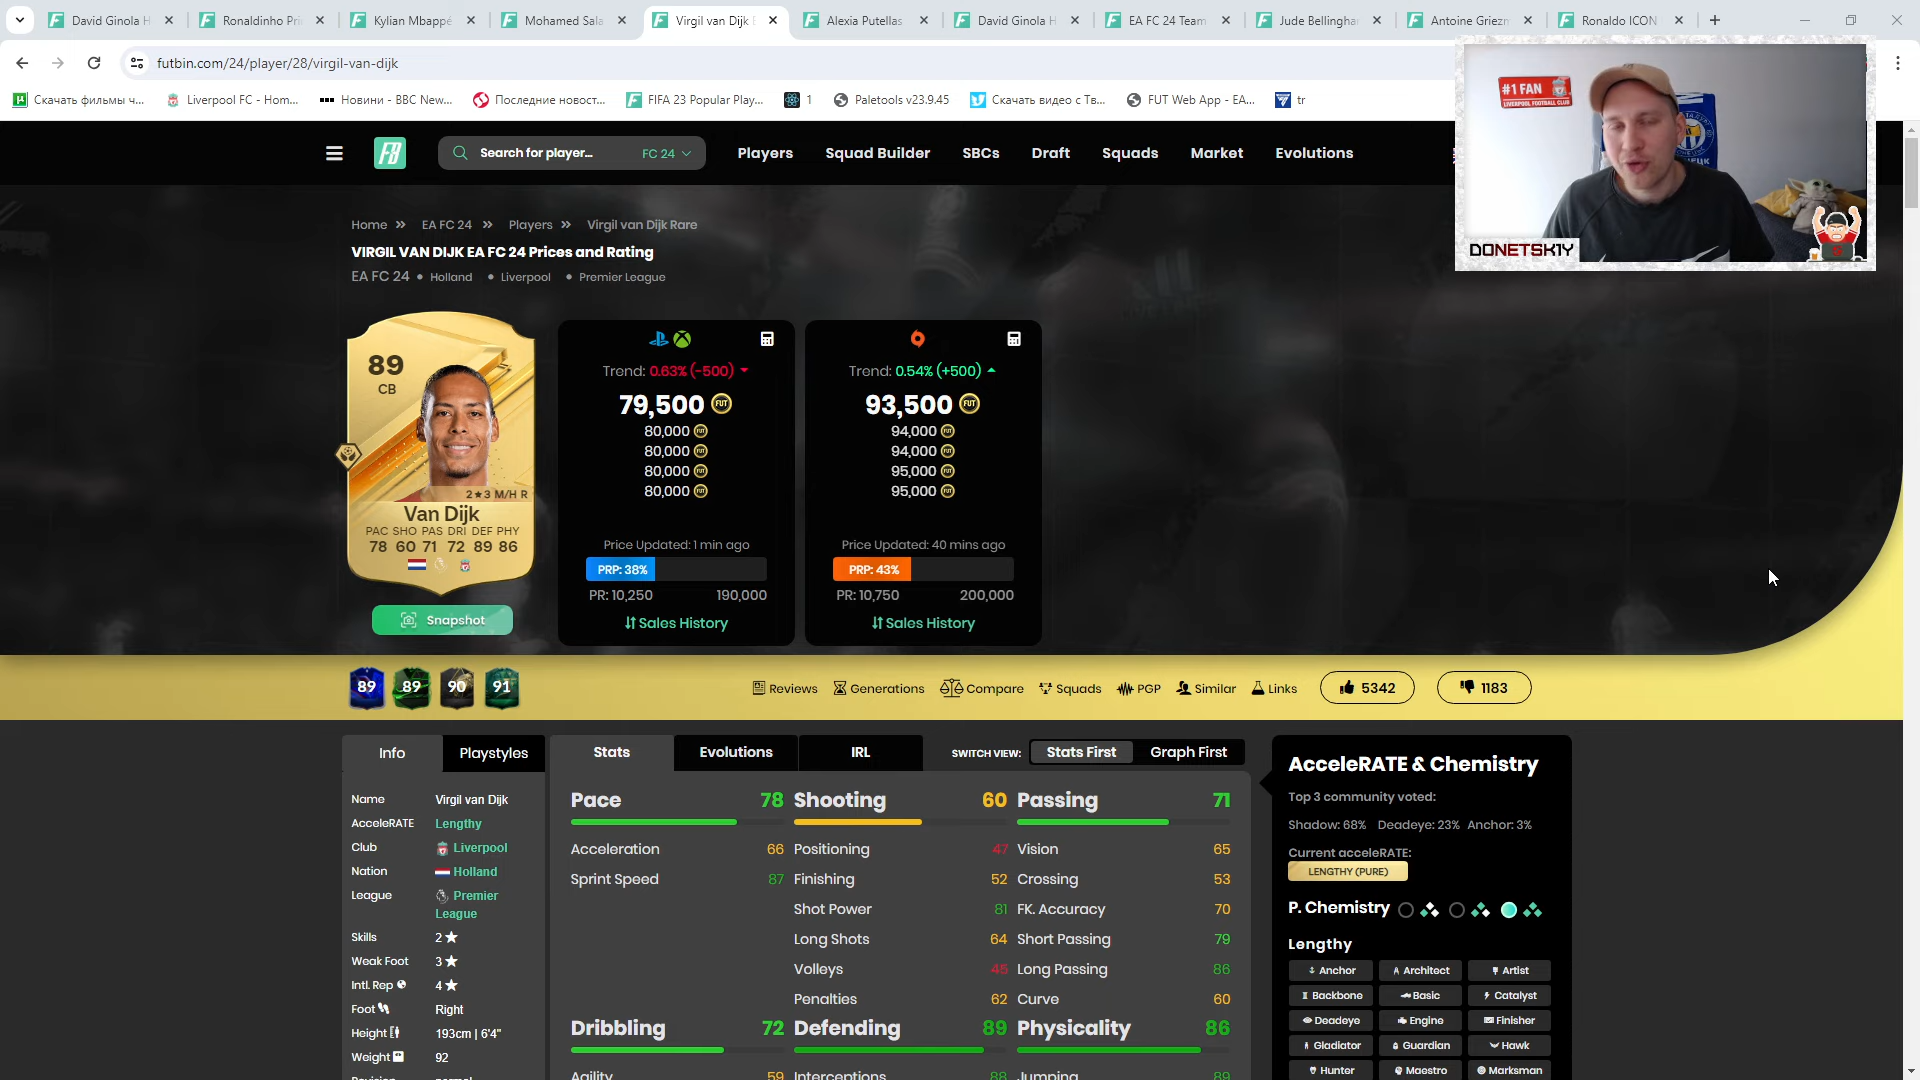 David Ginola H
Ronaldinho Pri
Kylian Mbappé
Mohamed Sala
Virgil van Dijk E
Alexia Putellas
David Ginola H
EA FC 24 Team
Jude Bellingha
Antoine Griezm
Ronaldo ICON
futbin.com/24/player/28/virgil-van-dijk
Скачать фильмы ч...
Liverpool FC - Hom...
Новини - BBC New...
Последние новост...
FIFA 23 Popular Play...
1
Paletools v23.9.45
Скачать видео с Тв...
FUT Web App - EA...
tr
#1 FAN
LIVERPOOL FOOTBALL CLUB
DONETSK1Y
FB
Search for player...
FC 24
Players
Squad Builder
SBCs
Draft
Squads
Market
Evolutions
Home » EA FC 24 » Players » Virgil van Dijk Rare
VIRGIL VAN DIJK EA FC 24 Prices and Rating
EA FC 24 • Holland • Liverpool • Premier League
89
CB
2★3 M/H R
Van Dijk
PAC SHO PAS DRI DEF PHY
78 60 71 72 89 86
Snapshot
Trend: 0.63% (-500)
79,500 FUT
80,000
80,000
80,000
80,000
Price Updated: 1 min ago
PRP: 38%
PR: 10,250 190,000
Sales History
Trend: 0.54% (+500)
93,500 FUT
94,000
94,000
95,000
95,000
Price Updated: 40 mins ago
PRP: 43%
PR: 10,750 200,000
Sales History
89 89 90 91
Reviews
Generations
Compare
Squads
PGP
Similar
Links
5342
1183
Info
Playstyles
Name Virgil van Dijk
AcceleRATE Lengthy
Club Liverpool
Nation Holland
League Premier
League
Skills 2 ★
Weak Foot 3 ★
Intl. Rep 4 ★
Foot Right
Height 193cm | 6'4"
Weight 92
Revision normal
Stats
Evolutions
IRL
SWITCH VIEW:
Stats First
Graph First
Pace 78
Acceleration 66
Sprint Speed 87
Shooting 60
Positioning 47
Finishing 52
Shot Power 81
Long Shots 64
Volleys 45
Penalties 62
Passing 71
Vision 65
Crossing 53
FK. Accuracy 70
Short Passing 79
Long Passing 86
Curve 60
Dribbling 72
Agility 59
Defending 89
Interceptions 88
Physicality 86
Jumping 89
AcceleRATE & Chemistry
Top 3 community voted:
Shadow: 68% Deadeye: 23% Anchor: 3%
Current acceleRATE:
LENGTHY (PURE)
P. Chemistry
Lengthy
Anchor
Architect
Artist
Backbone
Basic
Catalyst
Deadeye
Engine
Finisher
Gladiator
Guardian
Hawk
Hunter
Maestro
Marksman